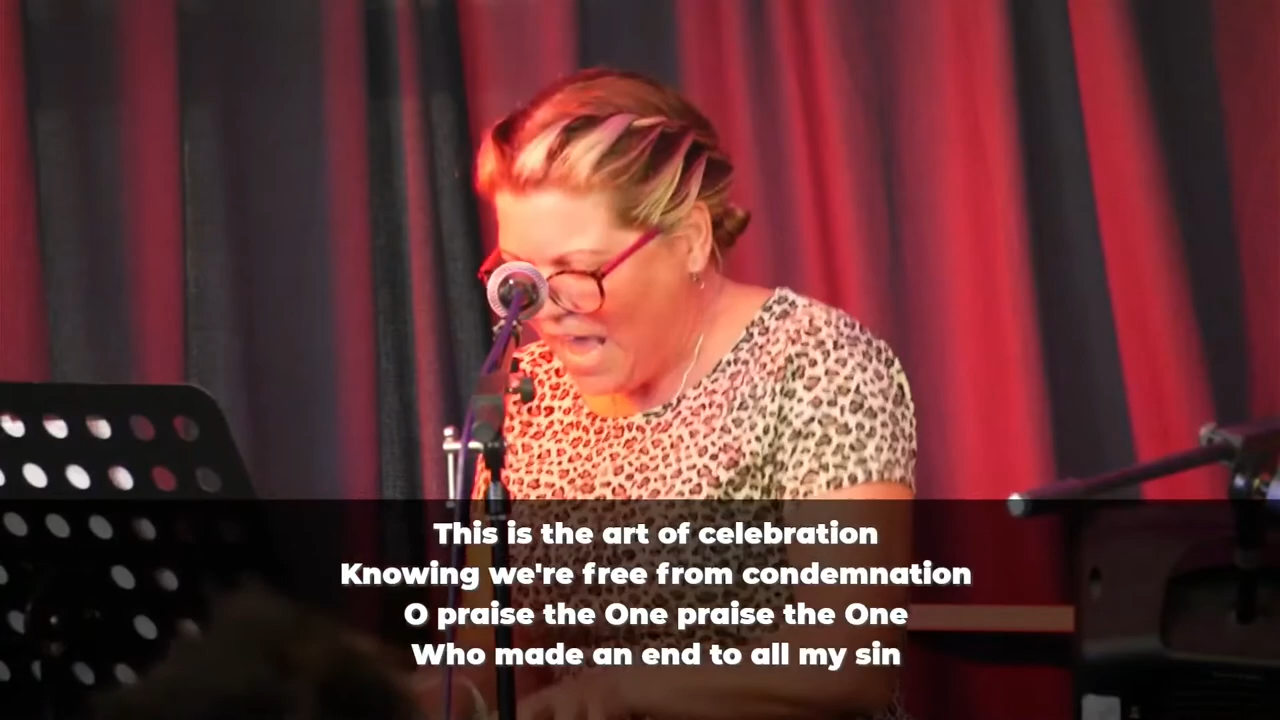 This is the art of celebration
Knowing we're free from condemnation
O praise the One praise the One
Who made an end to all my sin